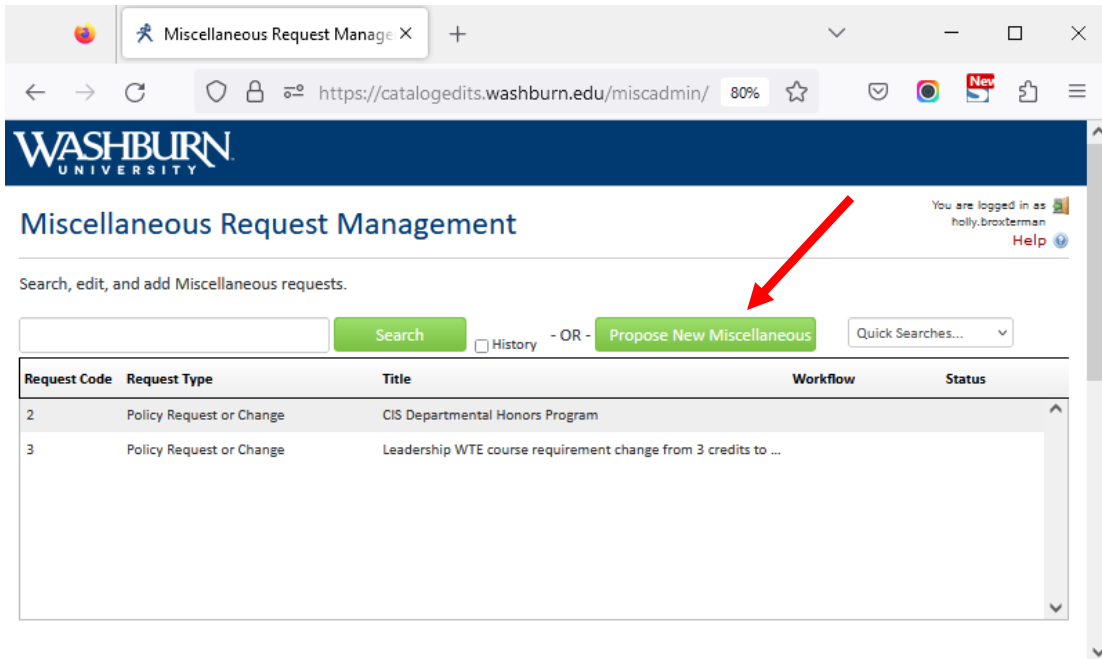 Miscellaneous Request Manage
https://catalogedits.washburn.edu/miscadmin/ 80%
New
WASHBURN
UNIVERSITY
You are logged in as
holly.broxterman
Help
Miscellaneous Request Management
Search, edit, and add Miscellaneous requests.
Search History - OR - Propose New Miscellaneous Quick Searches...
Request Code Request Type Title Workflow Status
2 Policy Request or Change CIS Departmental Honors Program
3 Policy Request or Change Leadership WTE course requirement change from 3 credits to ...